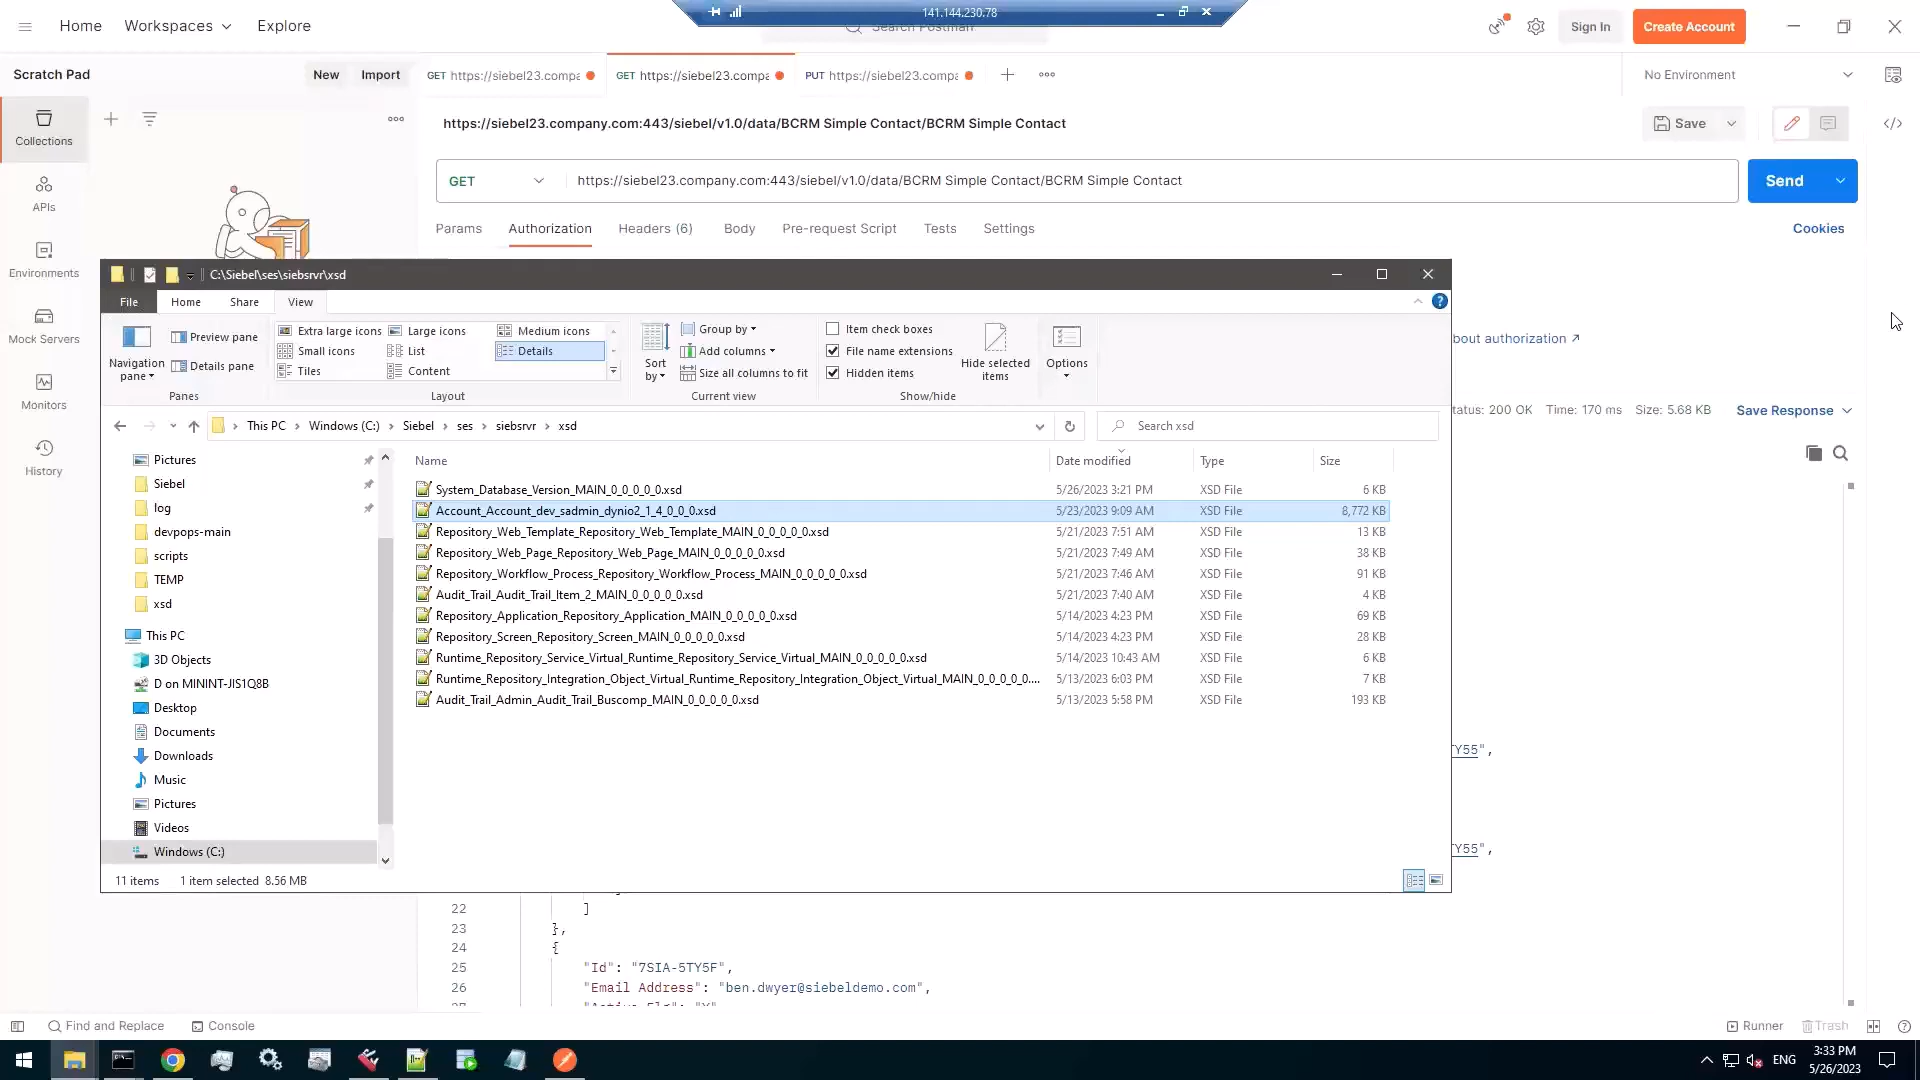 141.144.230.78
Home
Workspaces
Explore
Search Postman
Sign In
Create Account
Scratch Pad
New
Import
GET https://siebel23.compa
GET https://siebel23.compa
PUT https://siebel23.compa
No Environment
Collections
APIs
Environments
Mock Servers
Monitors
History
https://siebel23.company.com:443/siebel/v1.0/data/BCRM Simple Contact/BCRM Simple Contact
Save
GET
https://siebel23.company.com:443/siebel/v1.0/data/BCRM Simple Contact/BCRM Simple Contact
Send
Params
Authorization
Headers (6)
Body
Pre-request Script
Tests
Settings
Cookies
C:\Siebel\ses\siebsrvr\xsd
File
Home
Share
View
Navigation pane
Preview pane
Details pane
Panes
Extra large icons
Large icons
Medium icons
Small icons
List
Details
Tiles
Content
Layout
Sort by
Group by
Add columns
Size all columns to fit
Current view
Item check boxes
File name extensions
Hidden items
Hide selected items
Show/hide
Options
bout authorization
tatus: 200 OK Time: 170 ms Size: 5.68 KB
Save Response
This PC
Windows (C:)
Siebel
ses
siebsrvr
xsd
Search xsd
Pictures
Siebel
log
devpops-main
scripts
TEMP
xsd
This PC
3D Objects
D on MININT-JIS1Q8B
Desktop
Documents
Downloads
Music
Pictures
Videos
Windows (C:)
Name Date modified Type Size
System_Database_Version_MAIN_0_0_0_0_0.xsd 5/26/2023 3:21 PM XSD File 6 KB
Account_Account_dev_sadmin_dynio2_1_4_0_0_0.xsd 5/23/2023 9:09 AM XSD File 8,772 KB
Repository_Web_Template_Repository_Web_Template_MAIN_0_0_0_0_0.xsd 5/21/2023 7:51 AM XSD File 13 KB
Repository_Web_Page_Repository_Web_Page_MAIN_0_0_0_0_0.xsd 5/21/2023 7:49 AM XSD File 38 KB
Repository_Workflow_Process_Repository_Workflow_Process_MAIN_0_0_0_0_0.xsd 5/21/2023 7:46 AM XSD File 91 KB
Audit_Trail_Audit_Trail_Item_2_MAIN_0_0_0_0_0.xsd 5/21/2023 7:40 AM XSD File 4 KB
Repository_Application_Repository_Application_MAIN_0_0_0_0_0.xsd 5/14/2023 4:23 PM XSD File 69 KB
Repository_Screen_Repository_Screen_MAIN_0_0_0_0_0.xsd 5/14/2023 4:23 PM XSD File 28 KB
Runtime_Repository_Service_Virtual_Runtime_Repository_Service_Virtual_MAIN_0_0_0_0_0.xsd 5/14/2023 10:43 AM XSD File 6 KB
Runtime_Repository_Integration_Object_Virtual_Runtime_Repository_Integration_Object_Virtual_MAIN_0_0_0_0_0.... 5/13/2023 6:03 PM XSD File 7 KB
Audit_Trail_Admin_Audit_Trail_Buscomp_MAIN_0_0_0_0_0.xsd 5/13/2023 5:58 PM XSD File 193 KB
TY55",
TY55",
11 items 1 item selected 8.56 MB
22 ]
23 },
24 {
25 "Id": "7SIA-5TY5F",
26 "Email Address": "ben.dwyer@siebeldemo.com",
Find and Replace
Console
Runner
Trash
ENG
3:33 PM
5/26/2023